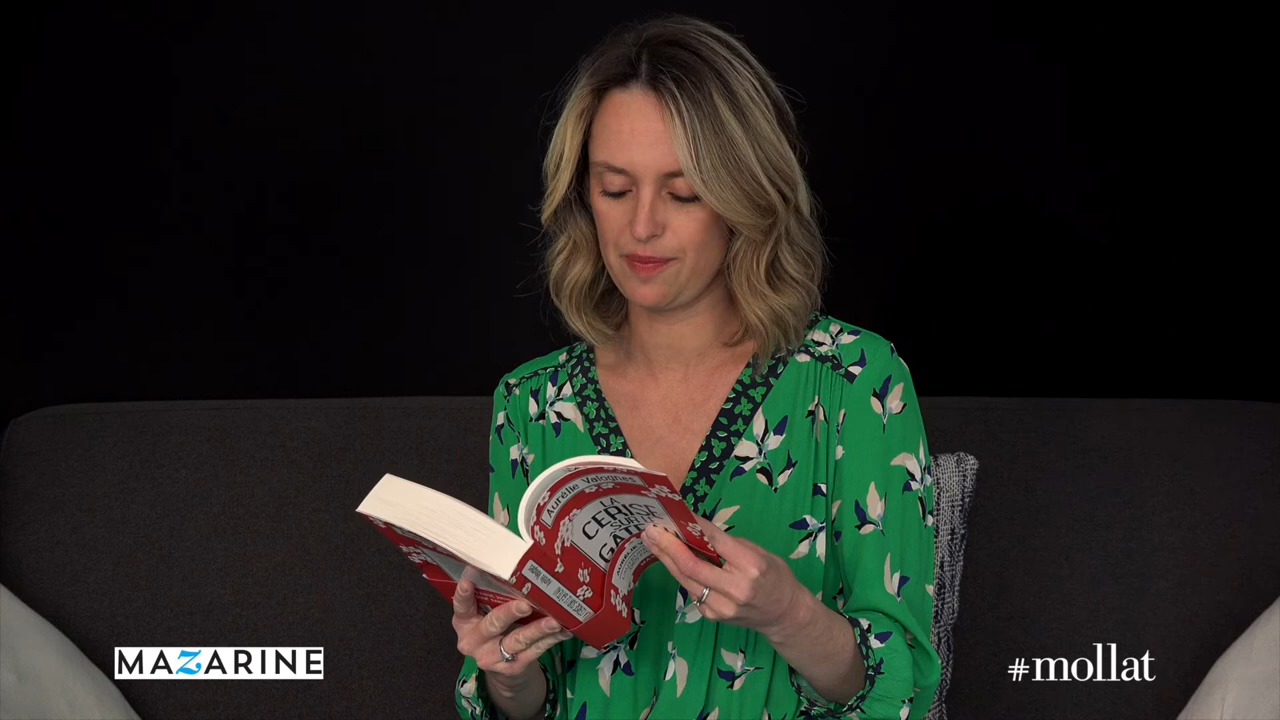 Aurélie Valognes
LA
CERISE
SUR LE
GÂTEAU
MAZARINE
#mollat